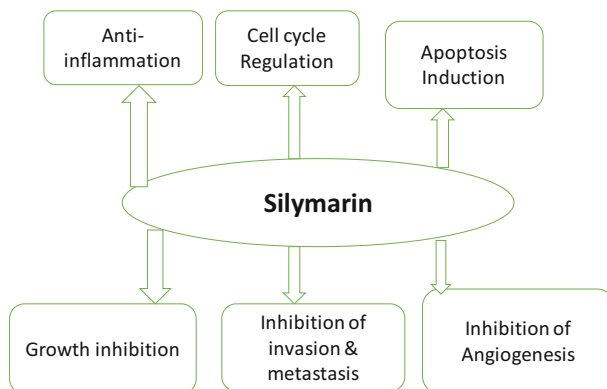 Anti-
inflammation
Cell cycle
Regulation
Apoptosis
Induction
Silymarin
Growth inhibition
Inhibition of
invasion &
metastasis
Inhibition of
Angiogenesis